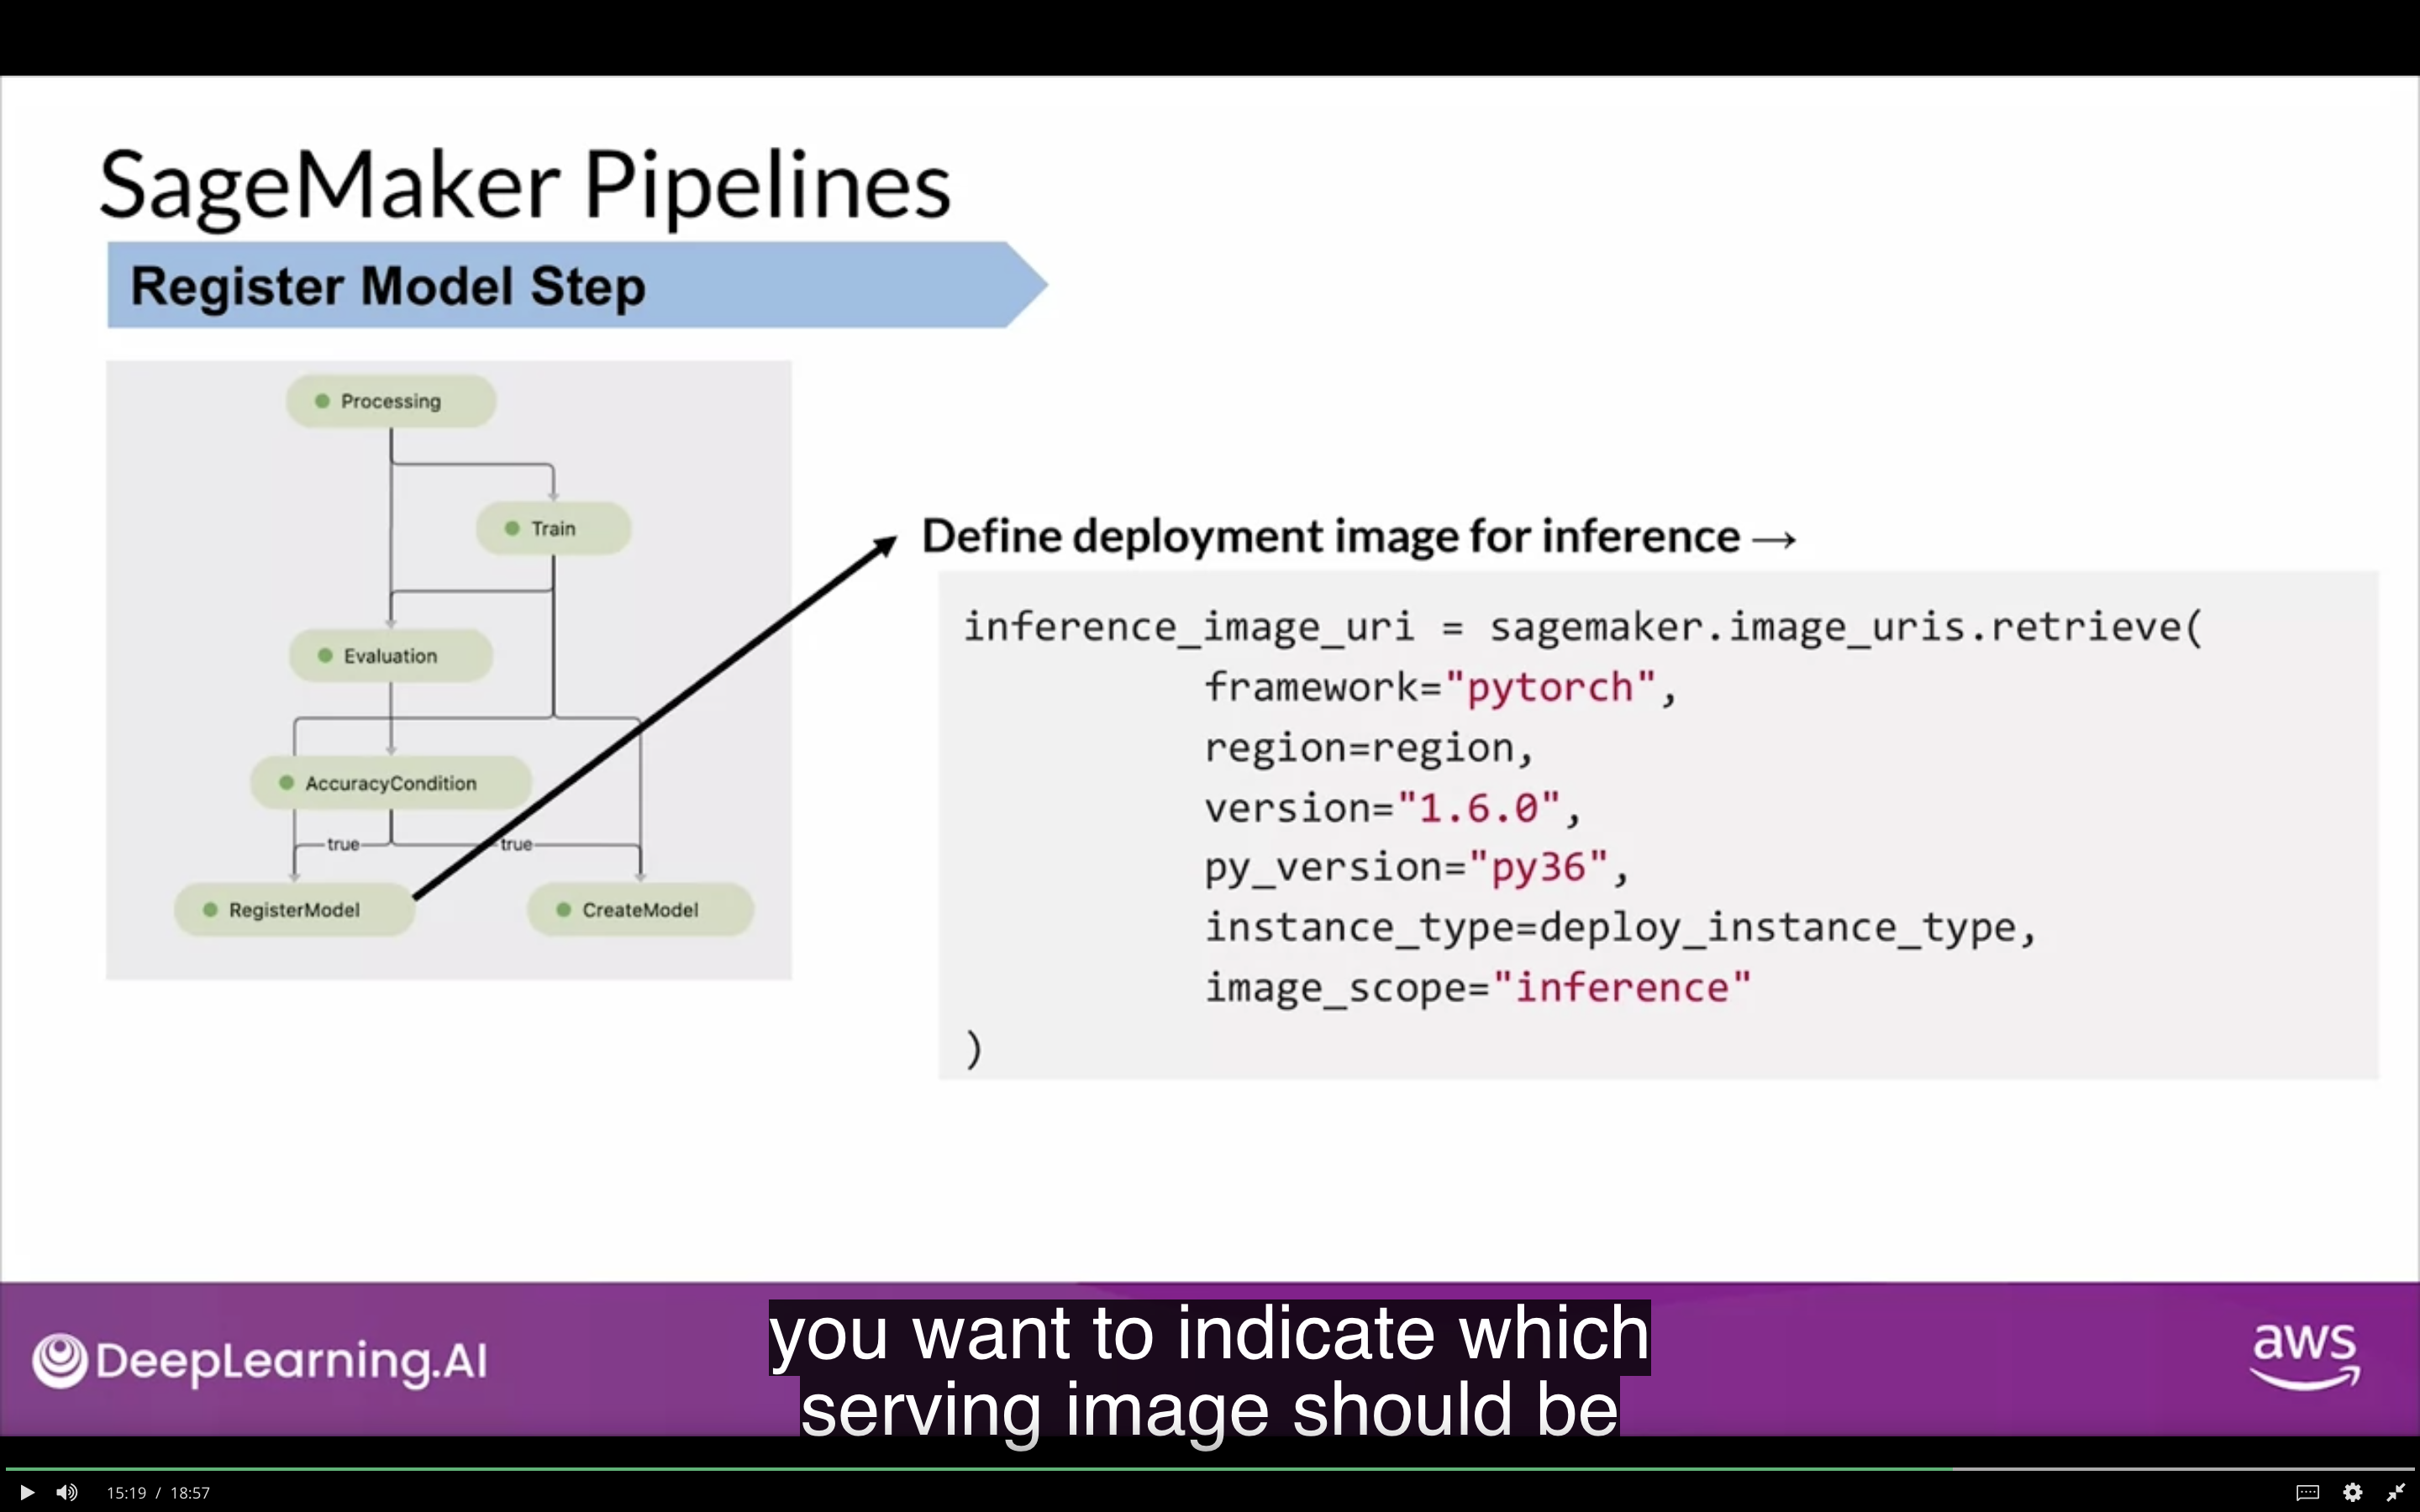 SageMaker Pipelines
Register Model Step
Processing
Train
Evaluation
AccuracyCondition
true
true
RegisterModel
CreateModel
Define deployment image for inference →
inference_image_uri = sagemaker.image_uris.retrieve(
framework="pytorch",
region=region,
version="1.6.0",
py_version="py36",
instance_type=deploy_instance_type,
image_scope="inference"
)
DeepLearning.AI
aws
you want to indicate which
serving image should be
15:19 / 18:57